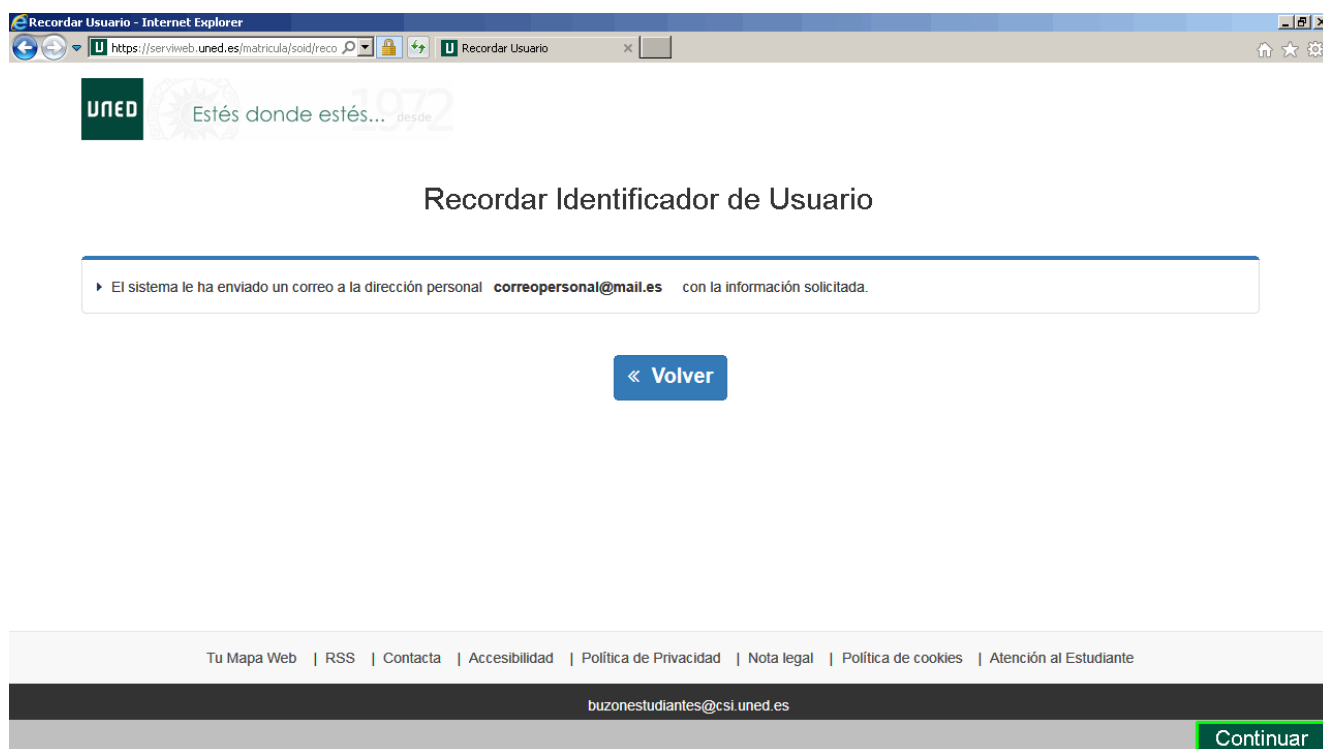 Recordar Usuario - Internet Explorer
https://serviweb.uned.es/matricula/soid/reco
Recordar Usuario
UNED
Estés donde estés... desde 1972
Recordar Identificador de Usuario
El sistema le ha enviado un correo a la dirección personal correopersonal@mail.es con la información solicitada.
« Volver
Tu Mapa Web | RSS | Contacta | Accesibilidad | Política de Privacidad | Nota legal | Política de cookies | Atención al Estudiante
buzonestudiantes@csi.uned.es
Continuar